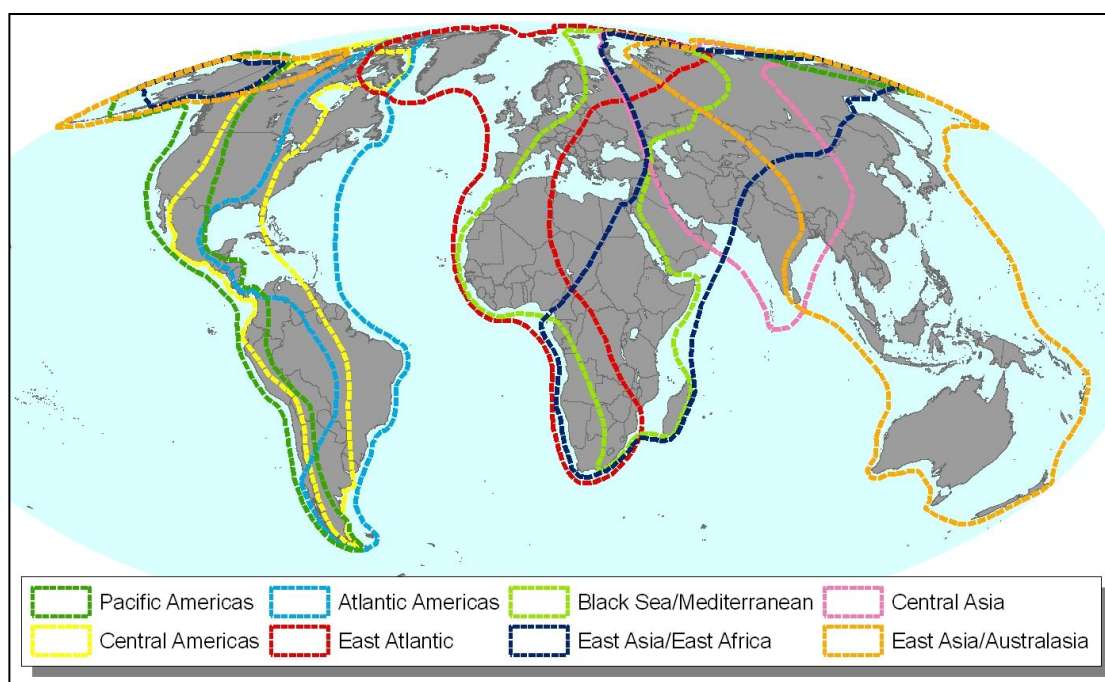 Pacific Americas
Atlantic Americas
Black Sea/Mediterranean
Central Asia
Central Americas
East Atlantic
East Asia/East Africa
East Asia/Australasia